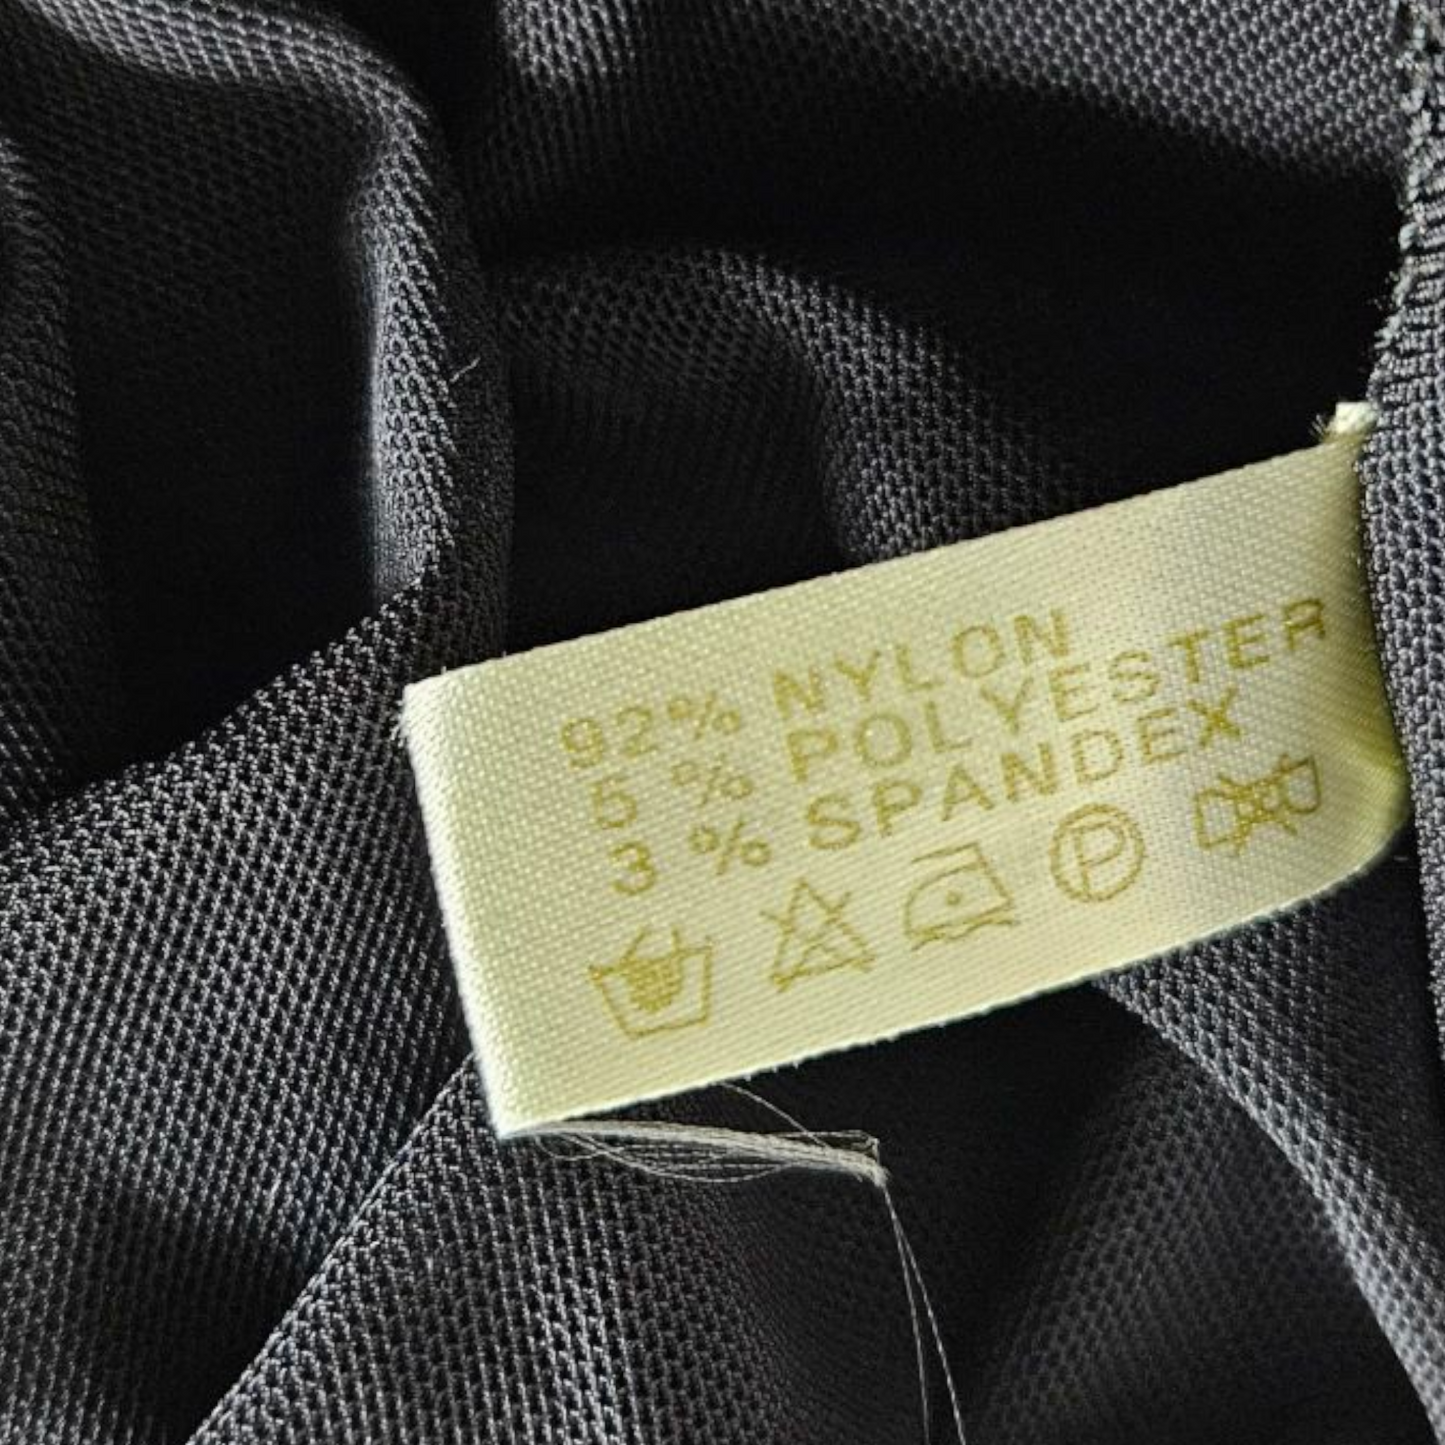 92% NYLON
5 % POLYESTER
3 % SPANDEX
P